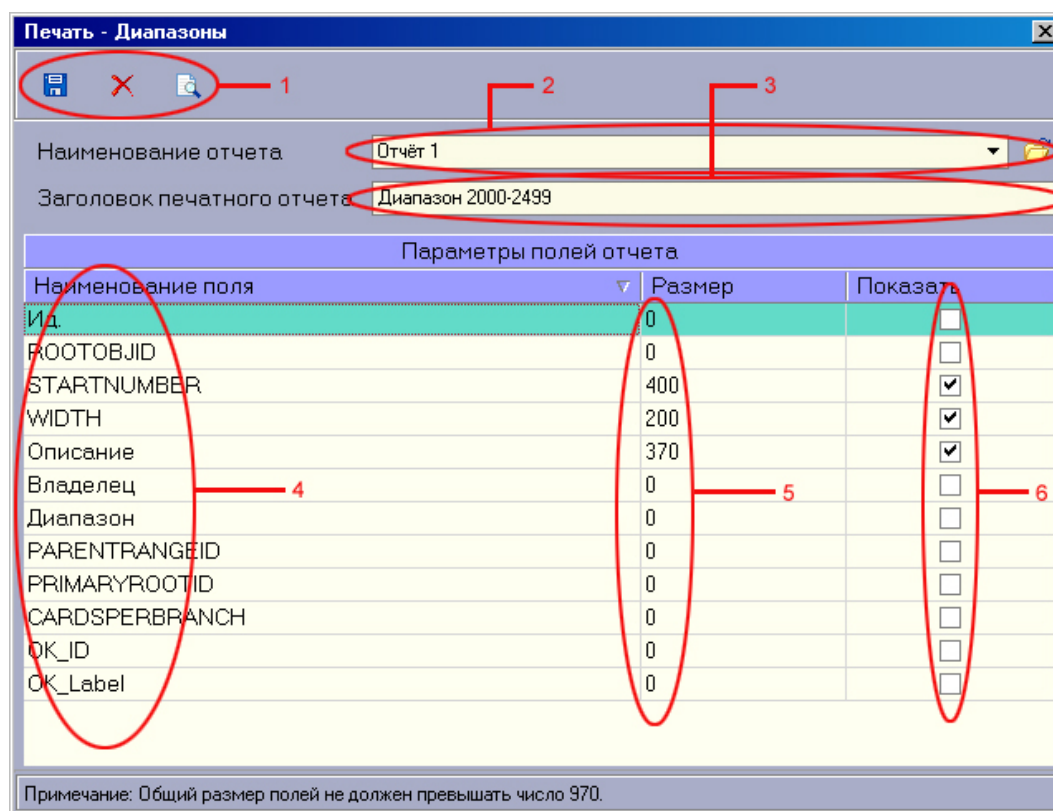 Печать - Диапазоны
1
2
3
Наименование отчета Отчёт 1
Заголовок печатного отчета Диапазон 2000-2499
Параметры полей отчета
Наименование поля Размер Показать
Ид. 0
ROOTOBJID 0
STARTNUMBER 400
WIDTH 200
Описание 370
Владелец 0
4
5
6
Диапазон 0
PARENTRANGEID 0
PRIMARYROOTID 0
CARDSPERBRANCH 0
OK_ID 0
OK_Label 0
Примечание: Общий размер полей не должен превышать число 970.